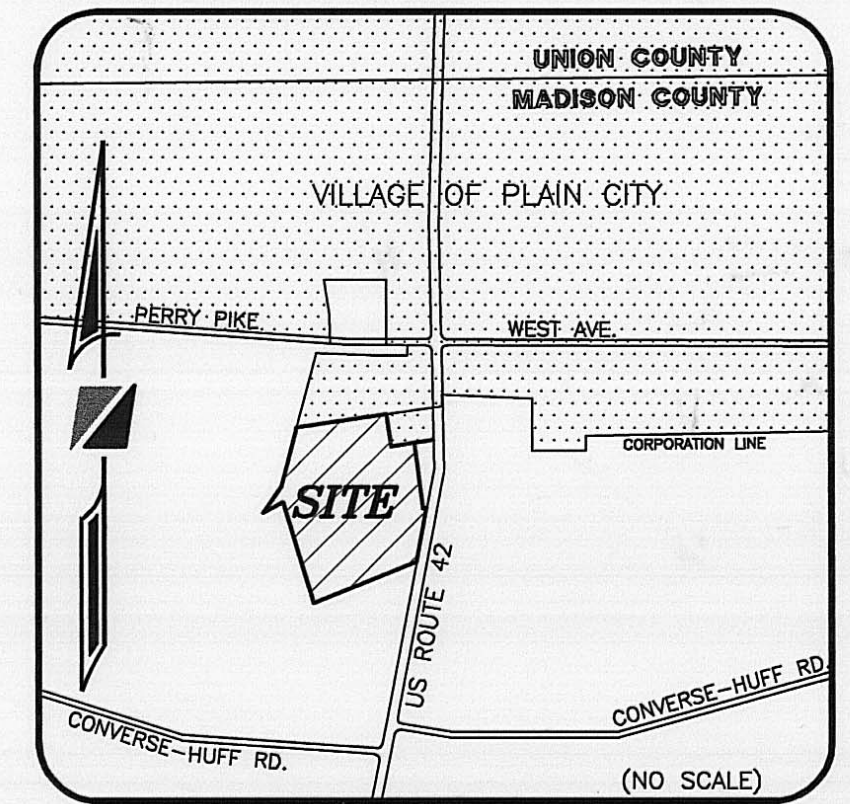 UNION COUNTY
MADISON COUNTY
VILLAGE OF PLAIN CITY
PERRY PIKE
WEST AVE.
CORPORATION LINE
SITE
US ROUTE 42
CONVERSE-HUFF RD.
CONVERSE-HUFF RD.
(NO SCALE)